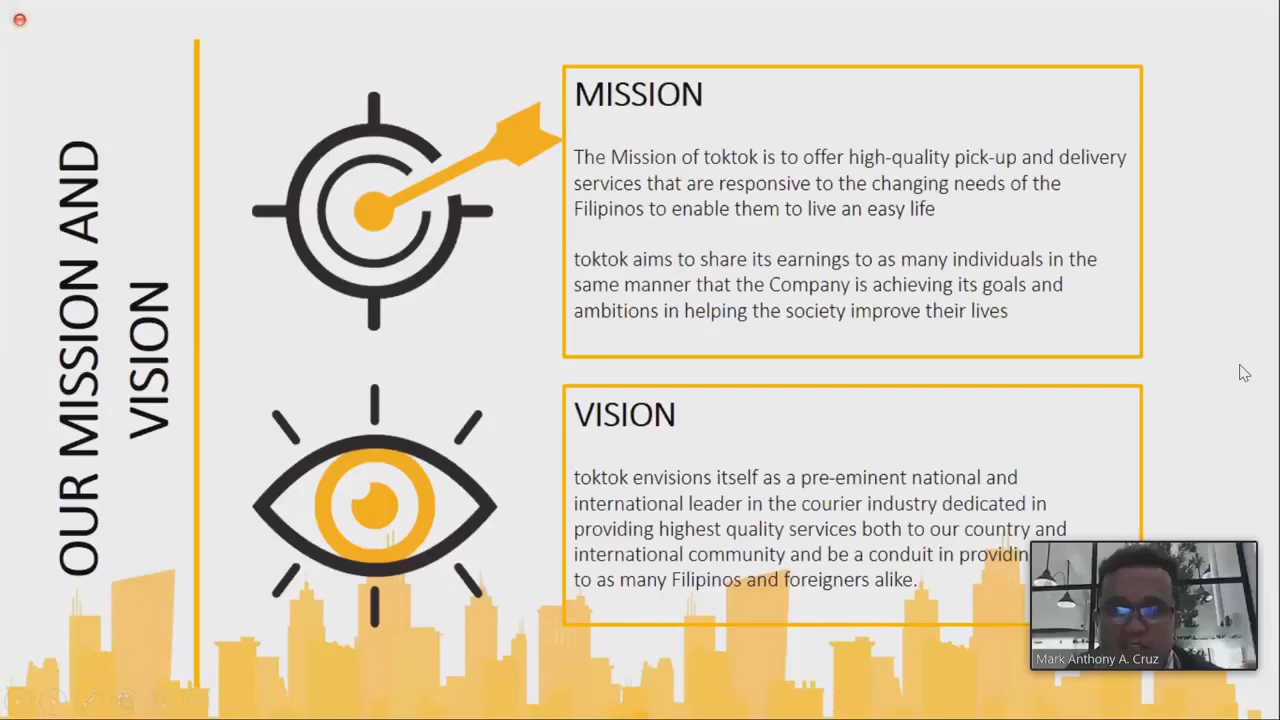 OUR MISSION AND
VISION
MISSION
The Mission of toktok is to offer high-quality pick-up and delivery
services that are responsive to the changing needs of the
Filipinos to enable them to live an easy life
toktok aims to share its earnings to as many individuals in the
same manner that the Company is achieving its goals and
ambitions in helping the society improve their lives
VISION
toktok envisions itself as a pre-eminent national and
international leader in the courier industry dedicated in
providing highest quality services both to our country and
international community and be a conduit in
to as many Filipinos and foreigners alike.
Mark Anthony A. Cruz